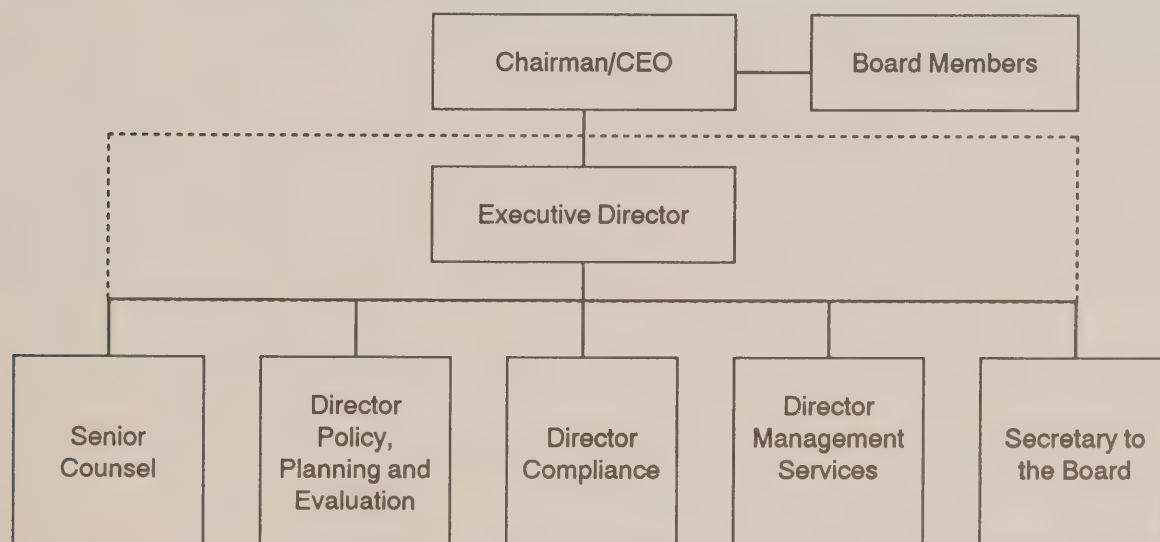 Chairman/CEO
Board Members
Executive Director
Senior
Counsel
Director
Policy,
Planning and
Evaluation
Director
Compliance
Director
Management
Services
Secretary to
the Board